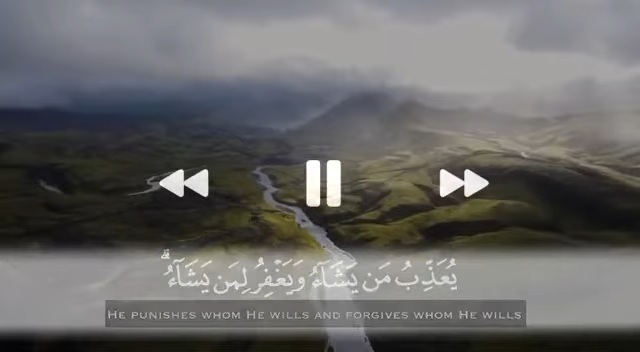 يُعَذِّبُ مَن يَشَآءُ وَيَغْفِرُ لِمَن يَشَآءُ ۗ
He punishes whom He wills and forgives whom He wills